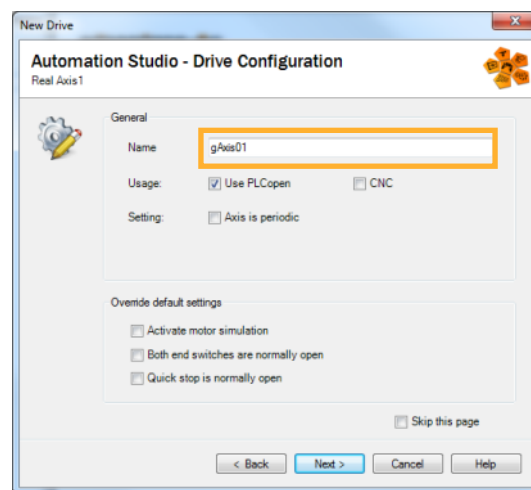 New Drive
Automation Studio - Drive Configuration
Real Axis1
General
Name gAxis01
Usage: Use PLCopen CNC
Setting: Axis is periodic
Override default settings
Activate motor simulation
Both end switches are normally open
Quick stop is normally open
Skip this page
< Back Next > Cancel Help